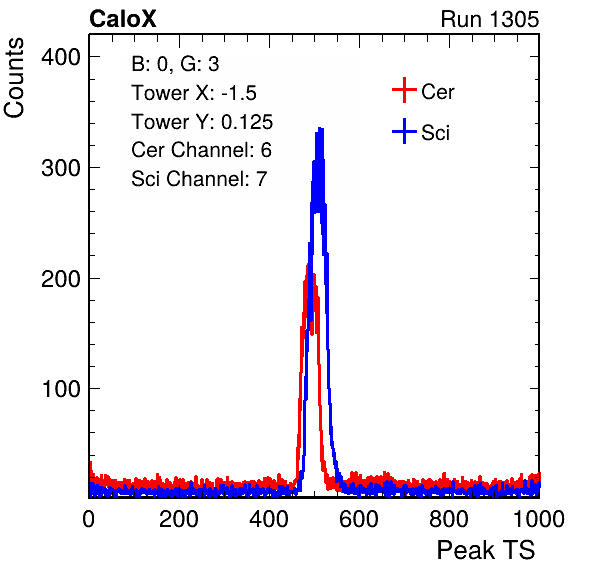 CaloX
Run 1305
Counts
400
300
200
100
B: 0, G: 3
Tower X: -1.5
Tower Y: 0.125
Cer Channel: 6
Sci Channel: 7
Cer
Sci
0 200 400 600 800 1000
Peak TS